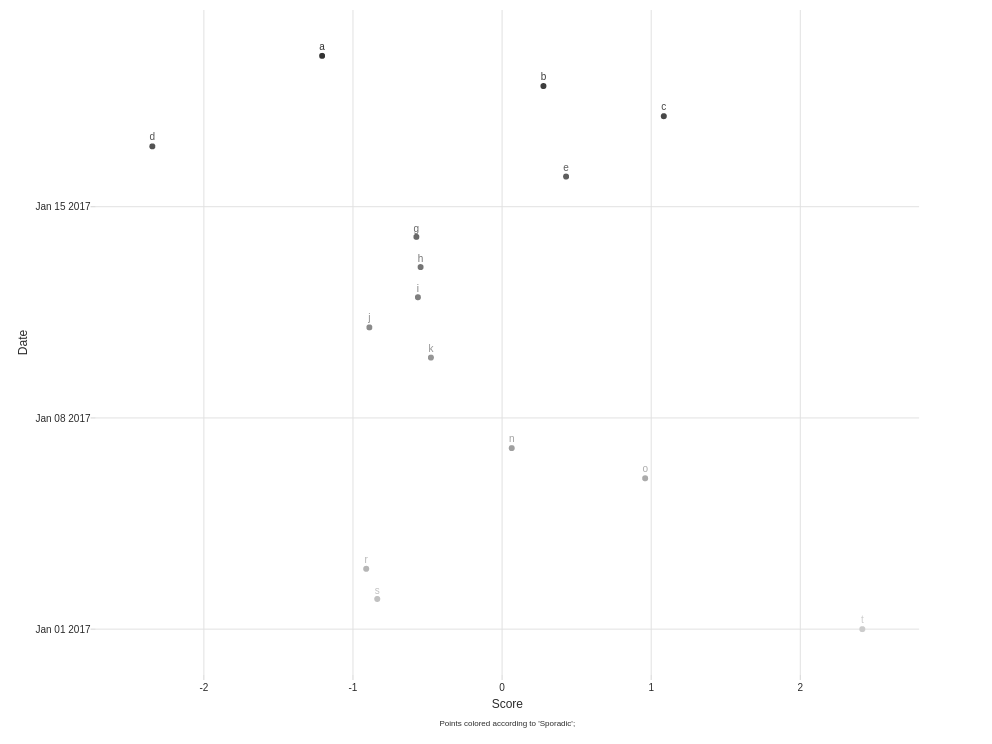 a
b
c
d
e
Jan 15 2017
g
h
i
j
k
Date
Jan 08 2017
n
o
r
s
t
Jan 01 2017
-2 -1 0 1 2
Score
Points colored according to 'Sporadic';